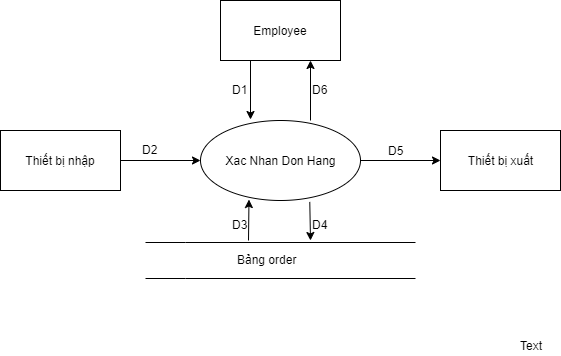 Employee
D1
D6
Thiết bị nhập
D2
Xac Nhan Don Hang
D5
Thiết bị xuất
D3
D4
Bảng order
Text